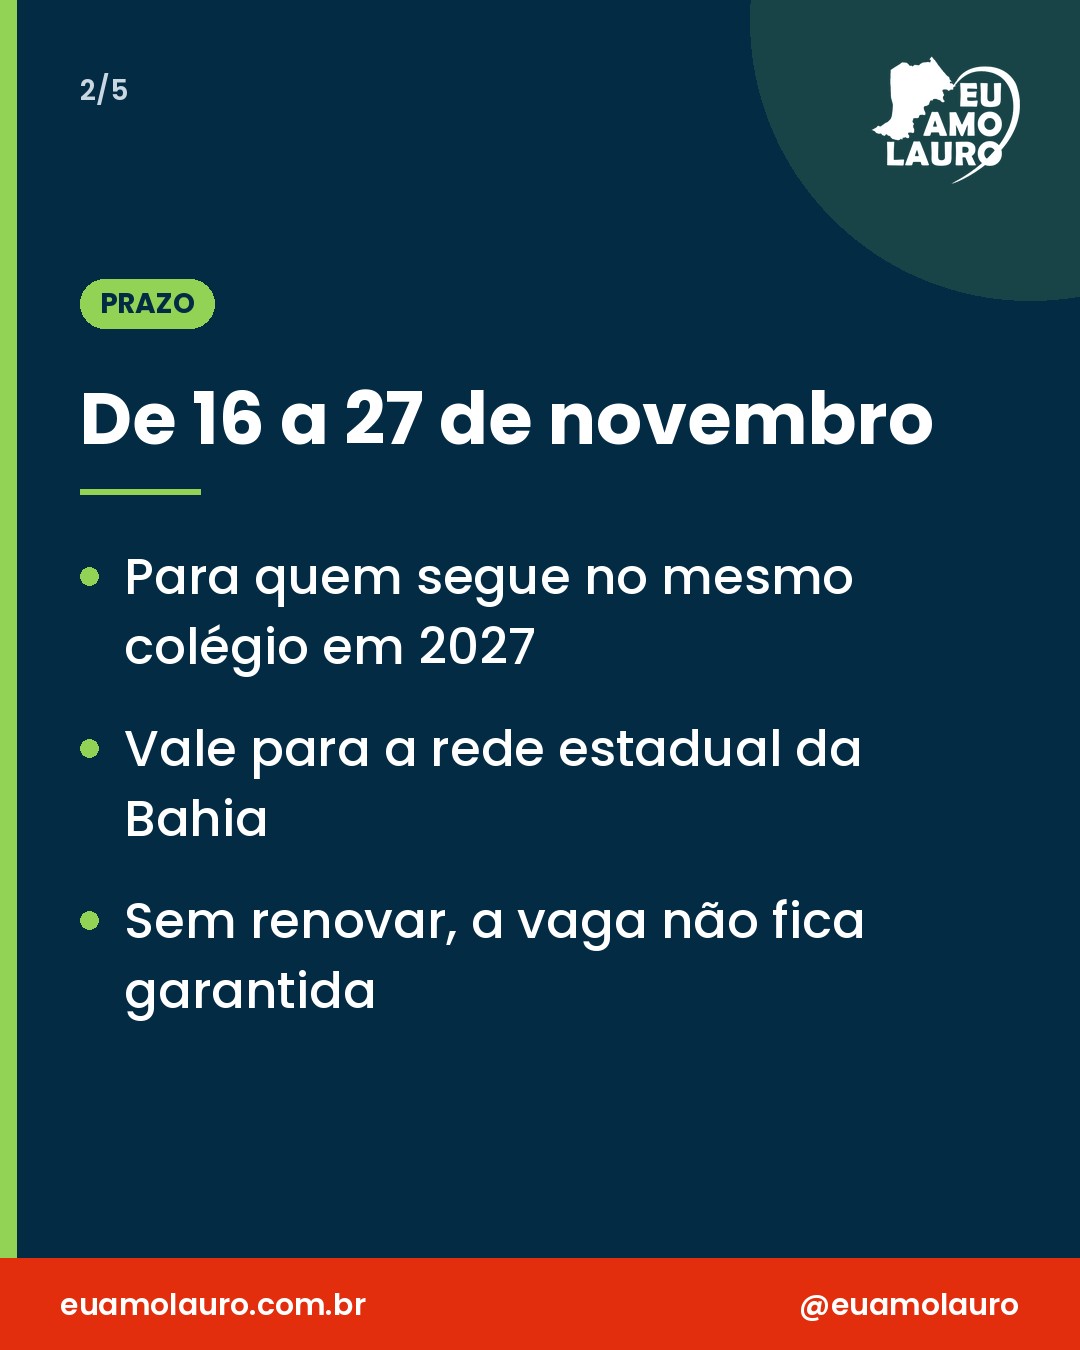 2/5
EU
AMO
LAURO
PRAZO
De 16 a 27 de novembro
Para quem segue no mesmo
colégio em 2027
Vale para a rede estadual da
Bahia
Sem renovar, a vaga não fica
garantida
euamolauro.com.br
@euamolauro